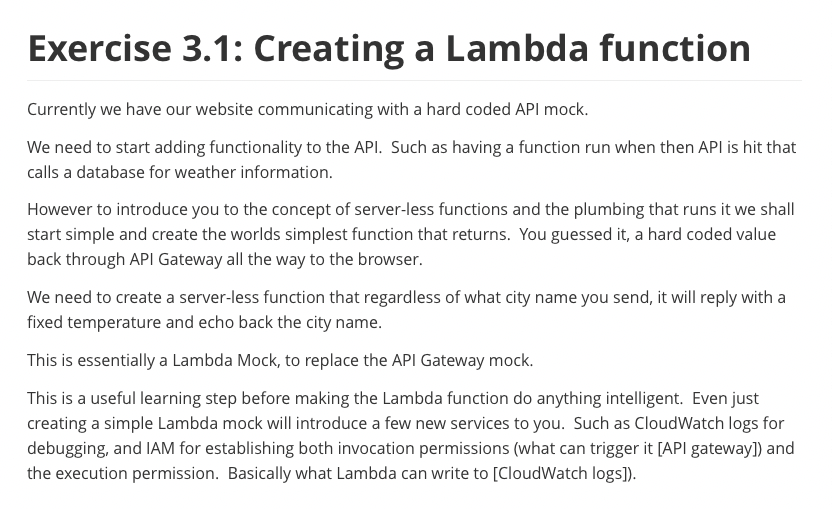 Exercise 3.1: Creating a Lambda function
Currently we have our website communicating with a hard coded API mock.
We need to start adding functionality to the API.  Such as having a function run when then API is hit that
calls a database for weather information.
However to introduce you to the concept of server-less functions and the plumbing that runs it we shall
start simple and create the worlds simplest function that returns.  You guessed it, a hard coded value
back through API Gateway all the way to the browser.
We need to create a server-less function that regardless of what city name you send, it will reply with a
fixed temperature and echo back the city name.
This is essentially a Lambda Mock, to replace the API Gateway mock.
This is a useful learning step before making the Lambda function do anything intelligent.  Even just
creating a simple Lambda mock will introduce a few new services to you.  Such as CloudWatch logs for
debugging, and IAM for establishing both invocation permissions (what can trigger it [API gateway]) and
the execution permission.  Basically what Lambda can write to [CloudWatch logs]).